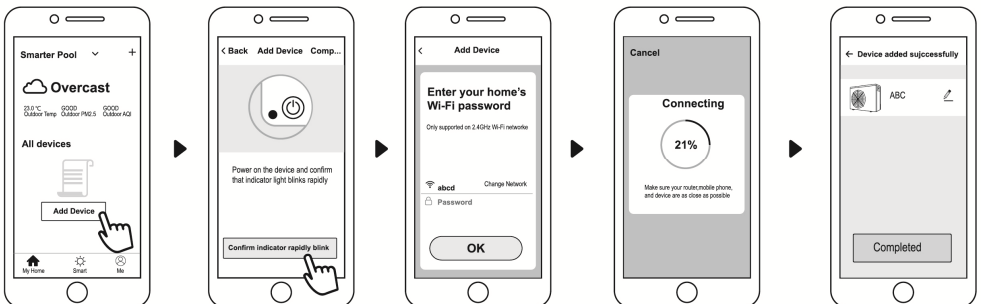 Smarter Pool
+
Overcast
23.0 °C GOOD GOOD
Outdoor Temp Outdoor PM2.5 Outdoor AQI
All devices
Add Device
My Home Smart Me
< Back Add Device Comp...
Power on the device and confirm
that indicator light blinks rapidly
Confirm indicator rapidly blink
< Add Device
Enter your home's
Wi-Fi password
Only supported on 2.4GHz Wi-Fi networke
abcd Change Network
Password
OK
Cancel
Connecting
21%
Make sure your router,mobile phone,
and device are as close as possible
← Device added sujccessfully
ABC
Completed